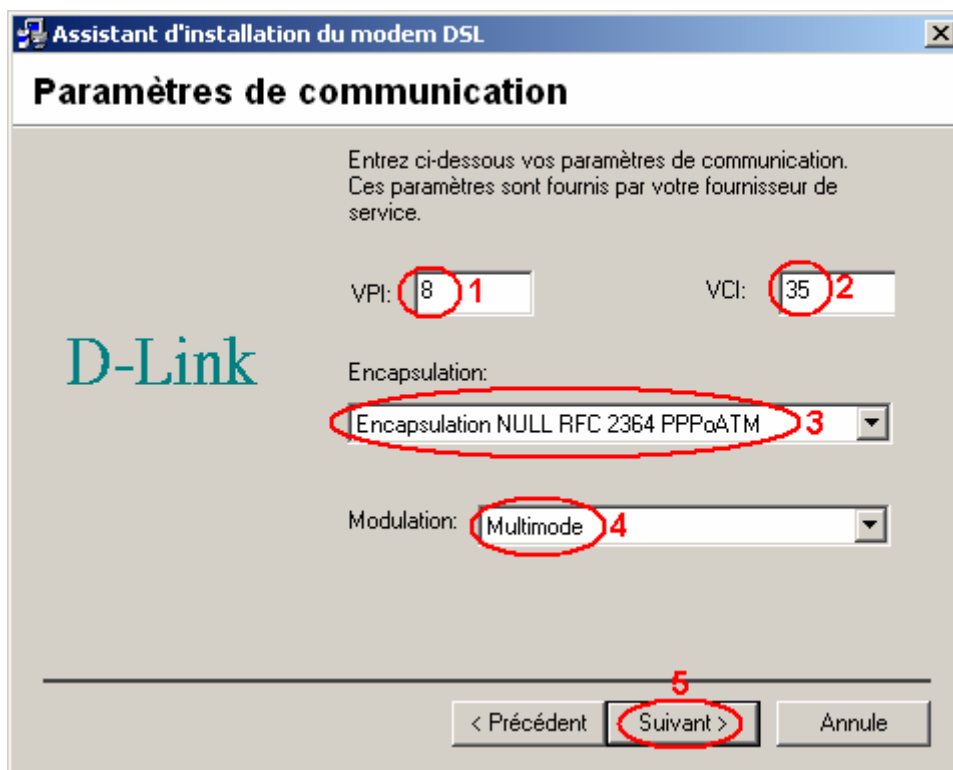 Assistant d'installation du modem DSL
Paramètres de communication
Entrez ci-dessous vos paramètres de communication.
Ces paramètres sont fournis par votre fournisseur de
service.
VPI: 8 1 VCI: 35 2
D-Link
Encapsulation:
Encapsulation NULL RFC 2364 PPPoATM 3
Modulation: Multimode 4
5
< Précédent Suivant > Annule